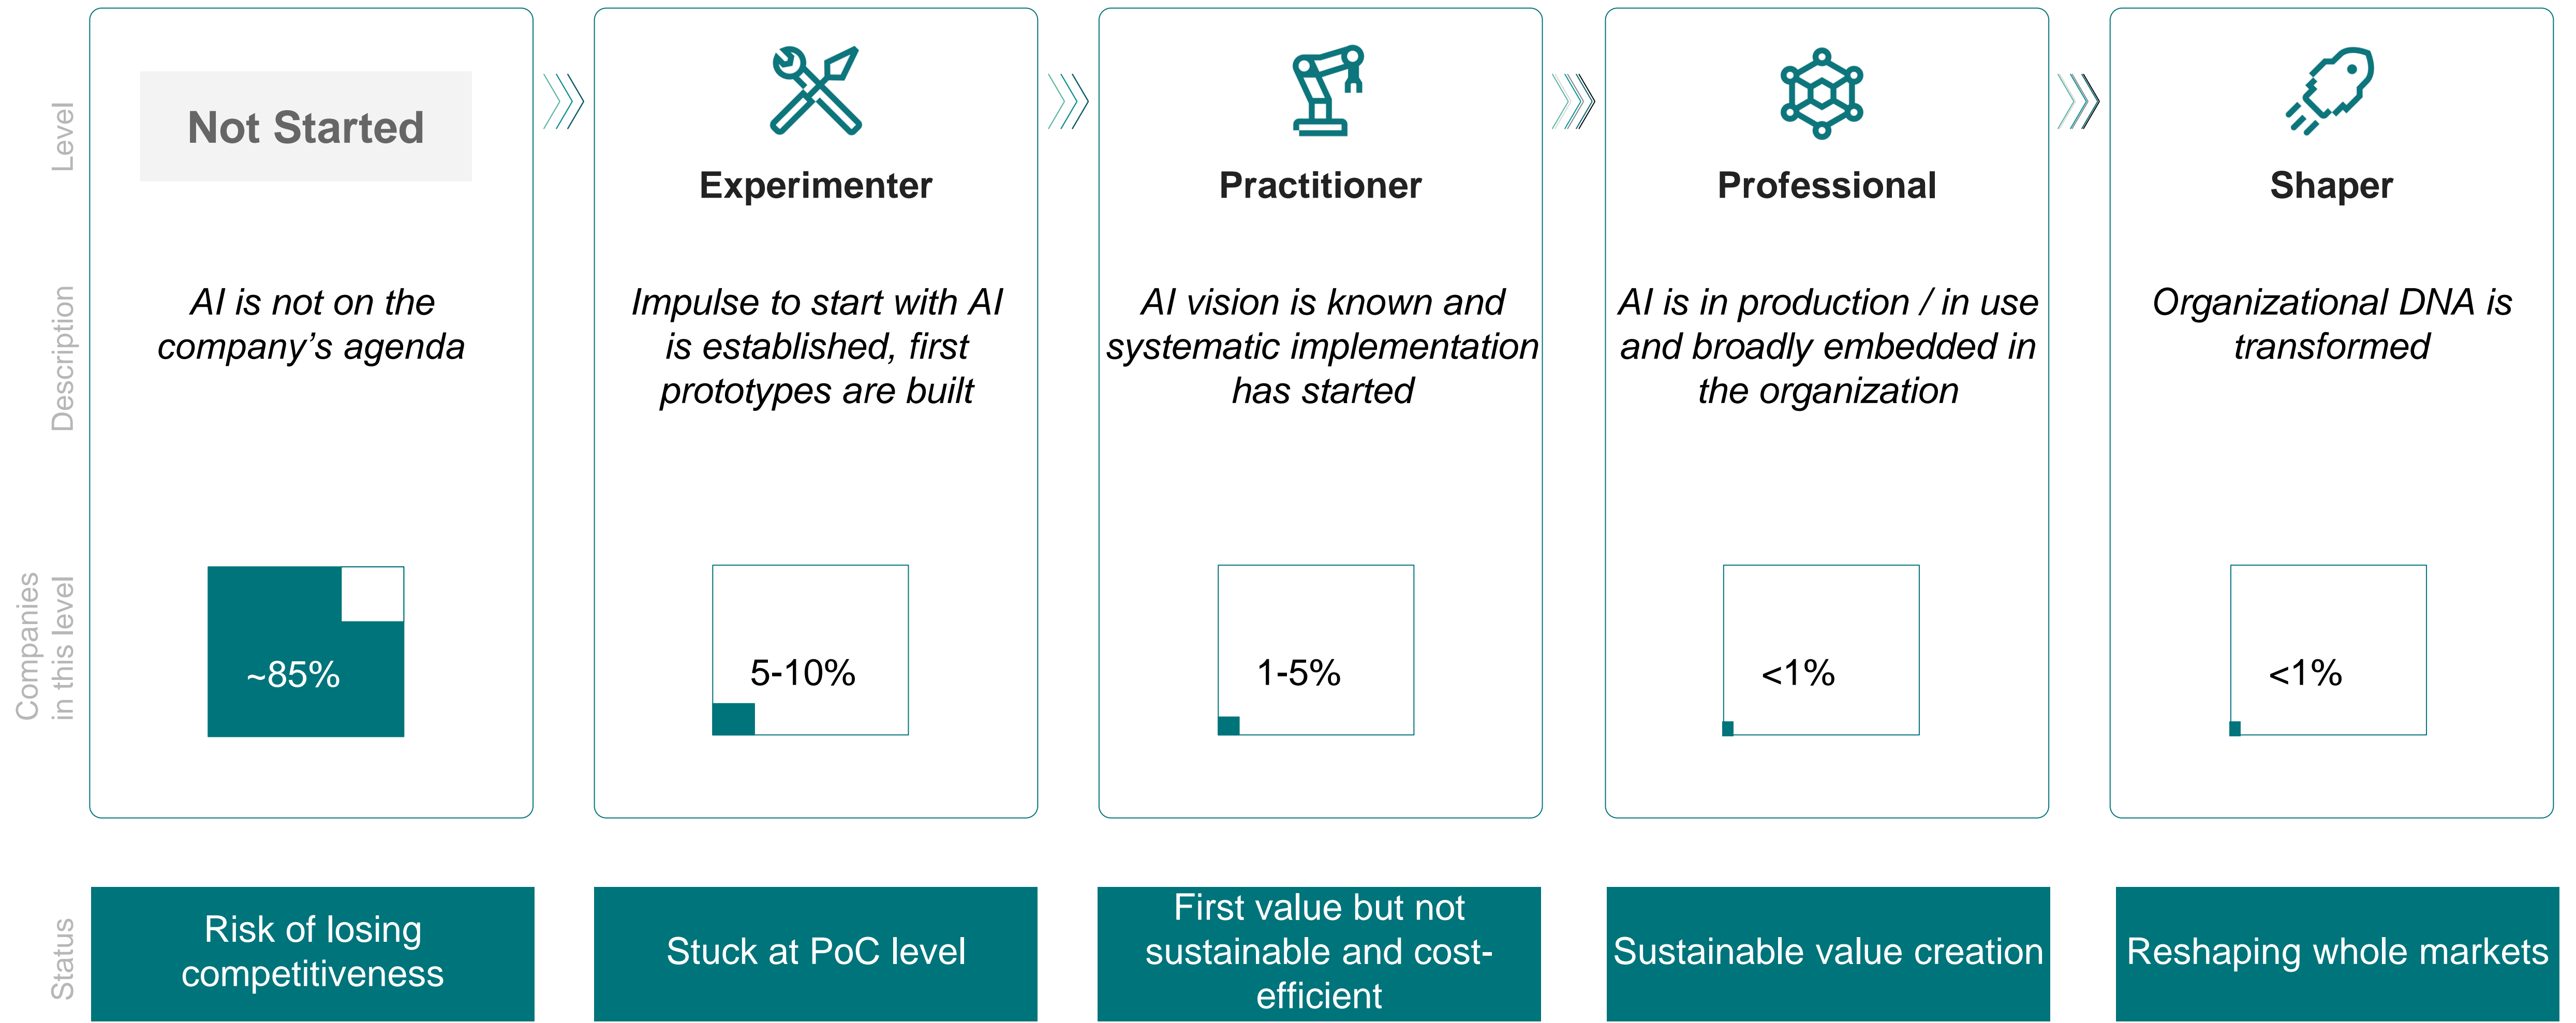 Level
Not Started
Experimenter
Practitioner
Professional
Shaper
Description
AI is not on the
company’s agenda
Impulse to start with AI
is established, first
prototypes are built
AI vision is known and
systematic implementation
has started
AI is in production / in use
and broadly embedded in
the organization
Organizational DNA is
transformed
Companies
in this level
~85%
5-10%
1-5%
<1%
<1%
Status
Risk of losing
competitiveness
Stuck at PoC level
First value but not
sustainable and cost-
efficient
Sustainable value creation
Reshaping whole markets